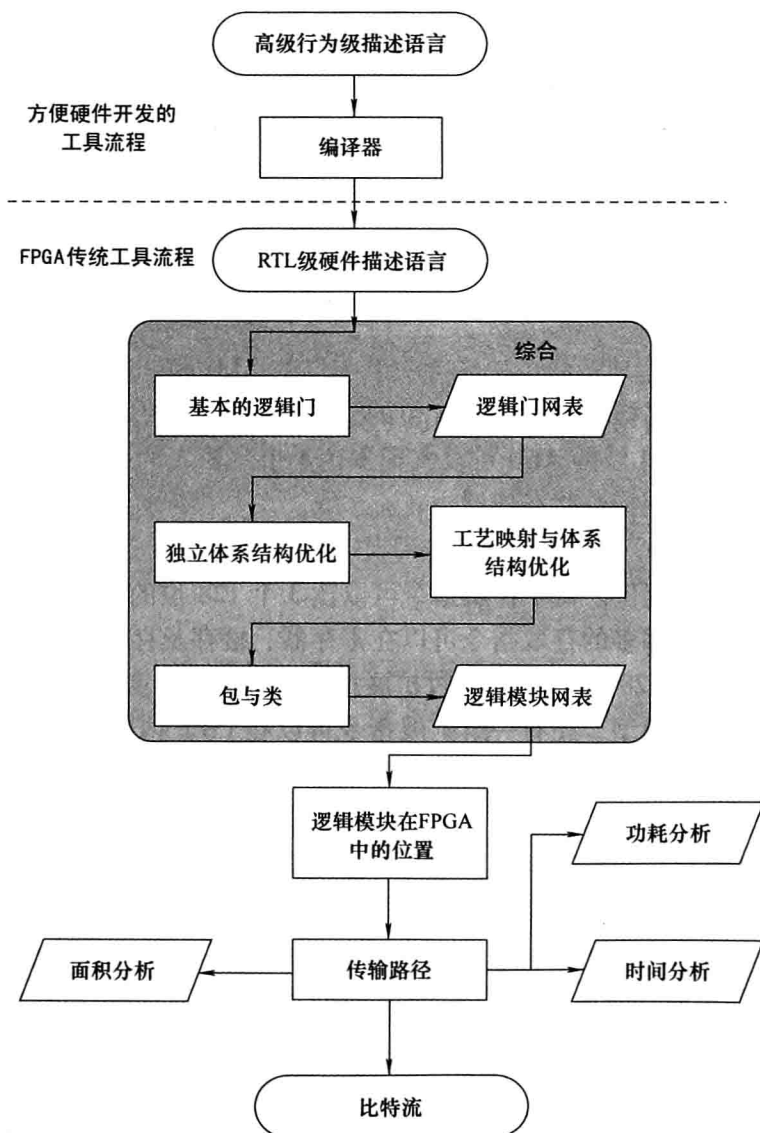 高级行为级描述语言
方便硬件开发的
工具流程
编译器
FPGA传统工具流程
RTL级硬件描述语言
综合
基本的逻辑门
逻辑门网表
独立体系结构优化
工艺映射与体系
结构优化
包与类
逻辑模块网表
逻辑模块在FPGA
中的位置
功耗分析
面积分析
传输路径
时间分析
比特流